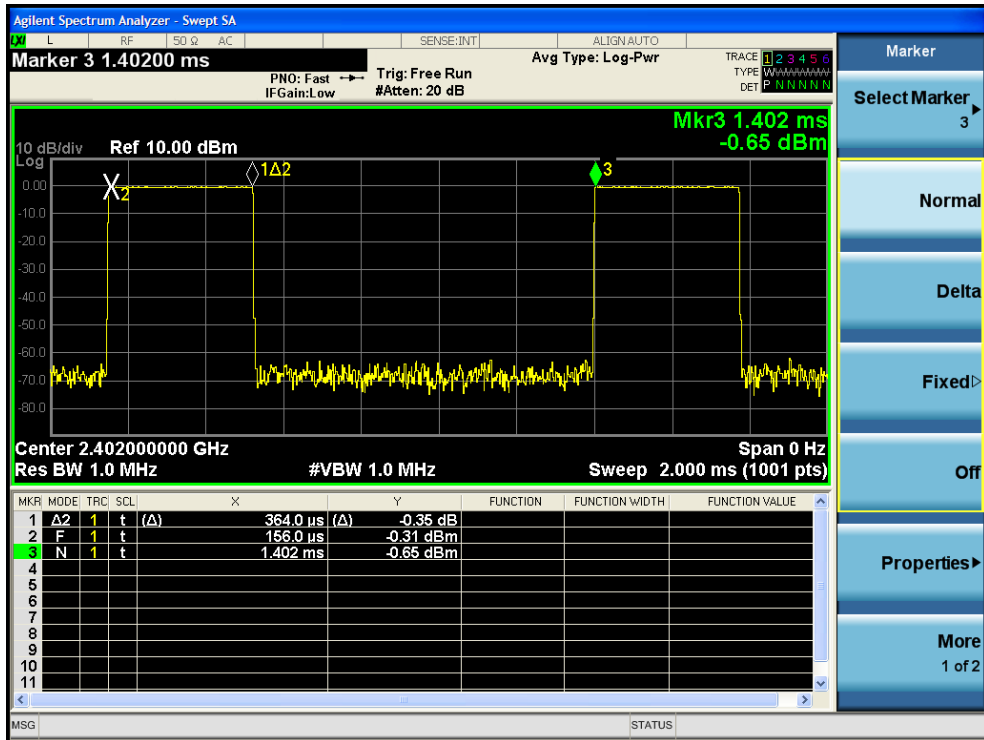 Agilent Spectrum Analyzer - Swept SA
LXI L RF 50 Ω AC SENSE:INT ALIGN AUTO
Marker 3 1.40200 ms
PNO: Fast
IFGain:Low
Trig: Free Run
#Atten: 20 dB
Avg Type: Log-Pwr
TRACE 1 2 3 4 5 6
TYPE W
DET P N N N N N
Mkr3 1.402 ms
-0.65 dBm
10 dB/div Ref 10.00 dBm
Log
1Δ2
3
2
0.00
-10.0
-20.0
-30.0
-40.0
-50.0
-60.0
-70.0
-80.0
Center 2.402000000 GHz Span 0 Hz
Res BW 1.0 MHz #VBW 1.0 MHz Sweep 2.000 ms (1001 pts)
MKR MODE TRC SCL X Y FUNCTION FUNCTION WIDTH FUNCTION VALUE
1 Δ2 1 t (Δ) 364.0 µs (Δ) -0.35 dB
2 F 1 t 156.0 µs -0.31 dBm
3 N 1 t 1.402 ms -0.65 dBm
4
5
6
7
8
9
10
11
MSG STATUS
Marker
Select Marker
3
Normal
Delta
Fixed
Off
Properties
More
1 of 2